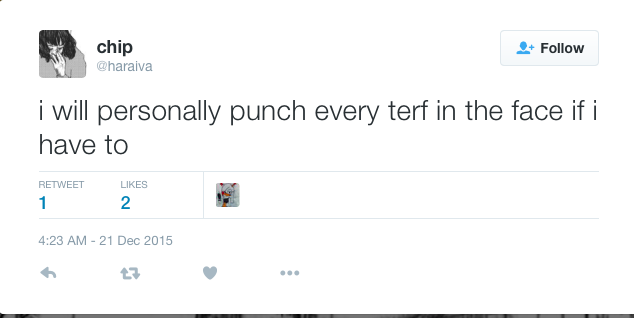 chip
@haraiva
Follow
i will personally punch every terf in the face if i
have to
RETWEET LIKES
1 2
4:23 AM - 21 Dec 2015